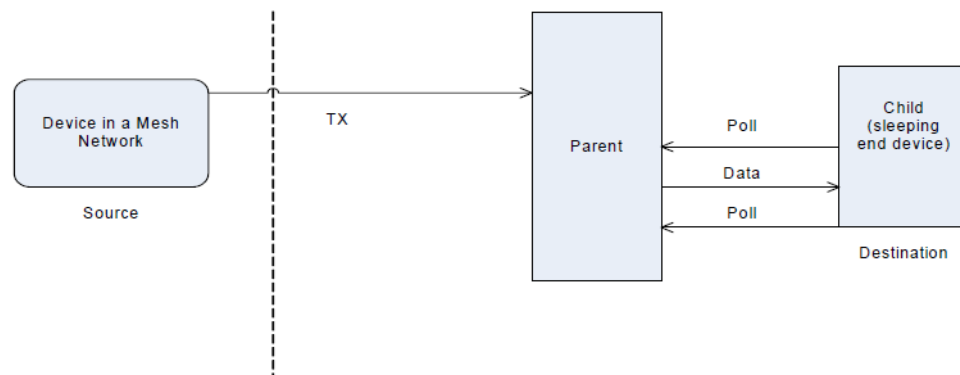 Device in a Mesh
Network
Source
TX
Parent
Poll
Data
Poll
Child
(sleeping
end device)
Destination